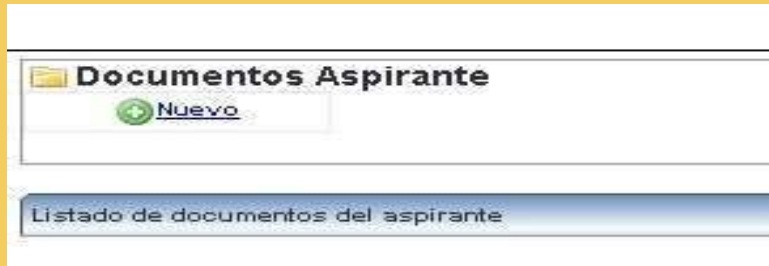 Documentos Aspirante
Nuevo
Listado de documentos del aspirante